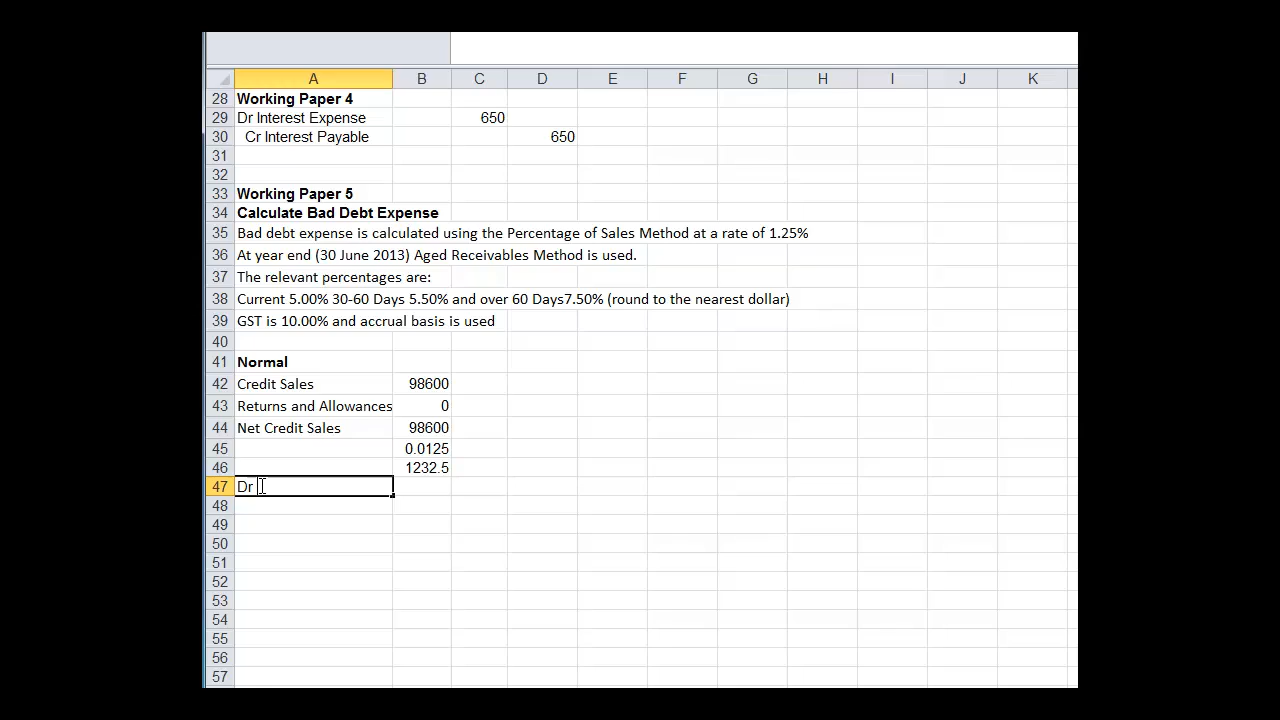 A B C D E F G H I J K
28 Working Paper 4
29 Dr Interest Expense 650
30 Cr Interest Payable 650
31
32
33 Working Paper 5
34 Calculate Bad Debt Expense
35 Bad debt expense is calculated using the Percentage of Sales Method at a rate of 1.25%
36 At year end (30 June 2013) Aged Receivables Method is used.
37 The relevant percentages are:
38 Current 5.00% 30-60 Days 5.50% and over 60 Days7.50% (round to the nearest dollar)
39 GST is 10.00% and accrual basis is used
40
41 Normal
42 Credit Sales 98600
43 Returns and Allowances 0
44 Net Credit Sales 98600
45 0.0125
46 1232.5
47 Dr
48
49
50
51
52
53
54
55
56
57